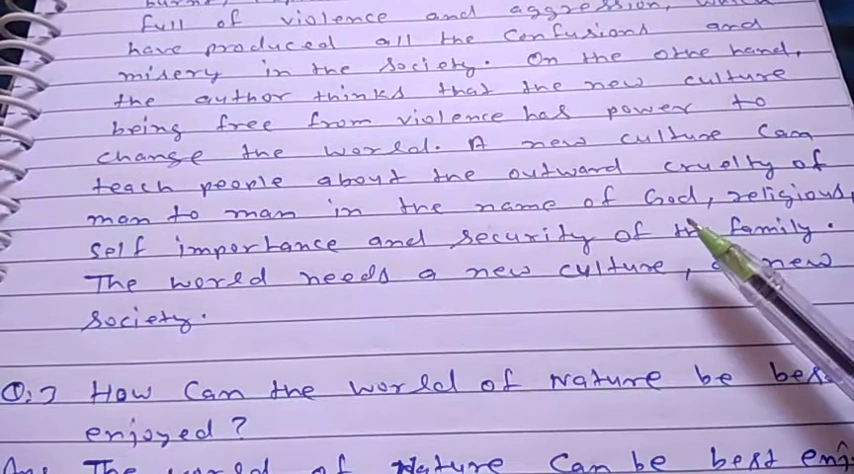 full of violence and aggression,
have produced all the confusions and
misery in the society. On the othe hand,
the author thinks that the new culture
being free from violence has power to
change the world. A new culture can
teach people about the outward cruelty of
man to man in the name of God, religious,
self importance and security of the family.
The world needs a new culture, a new
society.
Q:3 How can the world of Nature be best
enjoyed?
Ans The world of Nature can be best